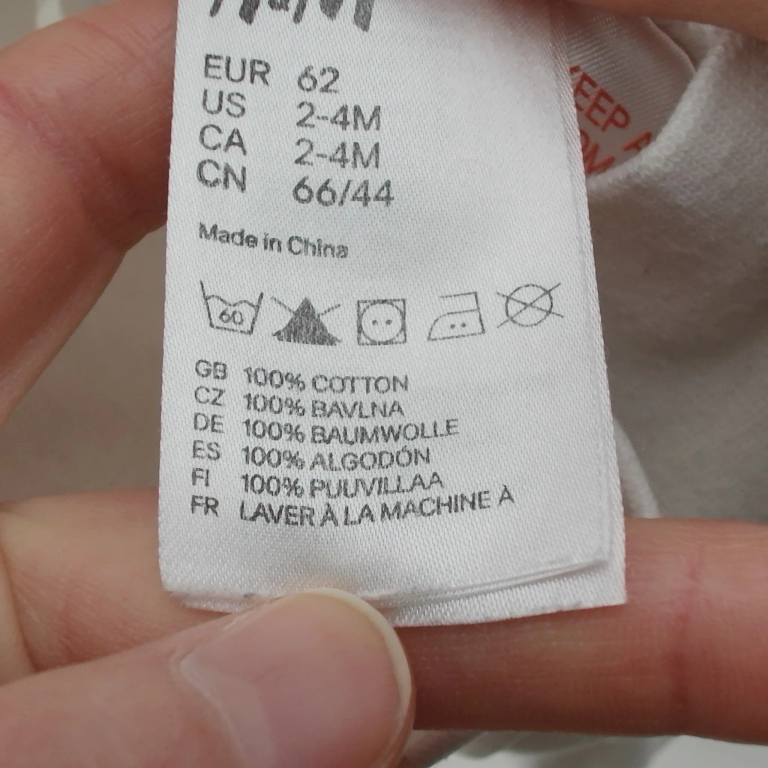 EUR 62
US 2-4M
CA 2-4M
CN 66/44
Made in China
60
GB 100% COTTON
CZ 100% BAVLNA
DE 100% BAUMWOLLE
ES 100% ALGODÓN
FI 100% PUUVILLAA
FR LAVER À LA MACHINE À